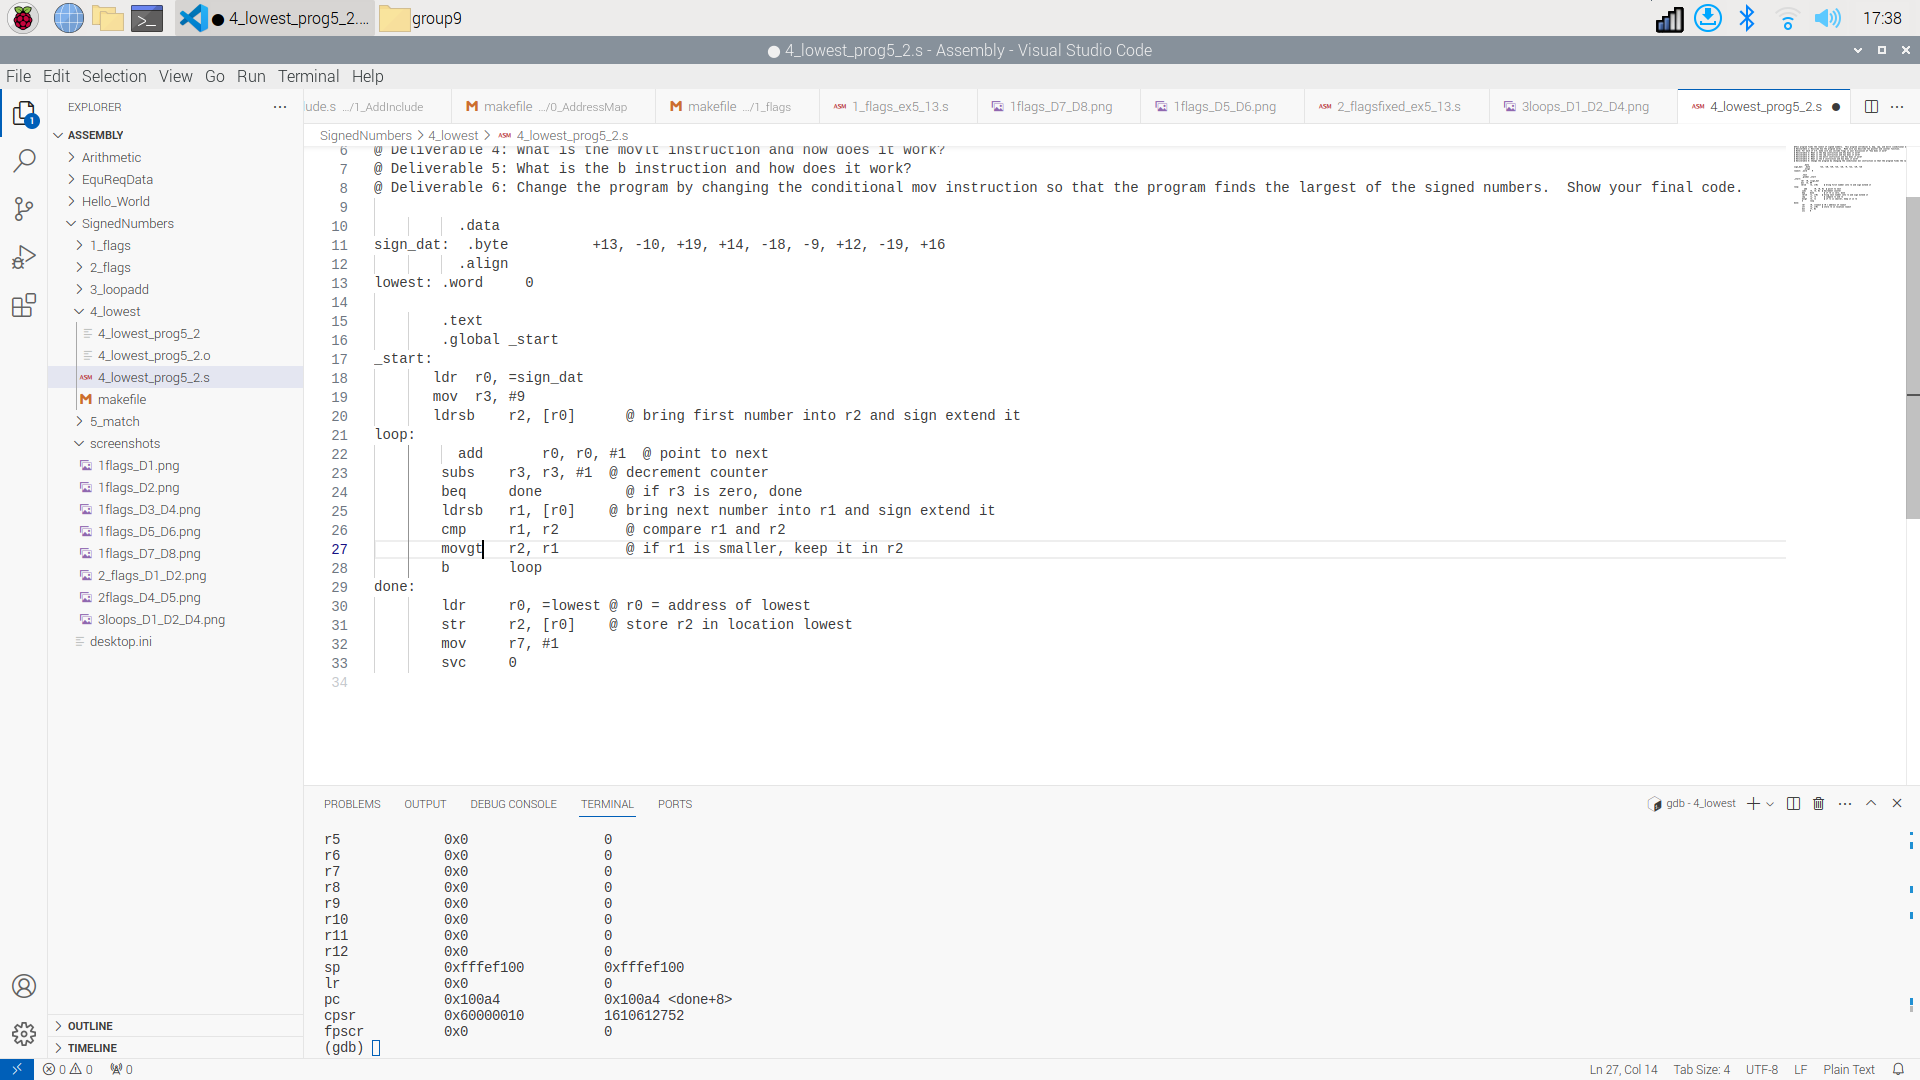 4_lowest_prog5_2.... group9 17:38
4_lowest_prog5_2.s - Assembly - Visual Studio Code
File Edit Selection View Go Run Terminal Help
EXPLORER
ude.s .../1_AddInclude makefile .../0_AddressMap makefile .../1_flags ASM 1_flags_ex5_13.s 1flags_D7_D8.png 1flags_D5_D6.png ASM 2_flagsfixed_ex5_13.s 3loops_D1_D2_D4.png ASM 4_lowest_prog5_2.s
SignedNumbers > 4_lowest > ASM 4_lowest_prog5_2.s
1
ASSEMBLY
Arithmetic
EquReqData
Hello_World
SignedNumbers
1_flags
2_flags
3_loopadd
4_lowest
4_lowest_prog5_2
4_lowest_prog5_2.o
ASM 4_lowest_prog5_2.s
M makefile
5_match
screenshots
1flags_D1.png
1flags_D2.png
1flags_D3_D4.png
1flags_D5_D6.png
1flags_D7_D8.png
2_flags_D1_D2.png
2flags_D4_D5.png
3loops_D1_D2_D4.png
desktop.ini
OUTLINE
TIMELINE
6 @ Deliverable 4: What is the movlt instruction and how does it work?
7 @ Deliverable 5: What is the b instruction and how does it work?
8 @ Deliverable 6: Change the program by changing the conditional mov instruction so that the program finds the largest of the signed numbers.  Show your final code.
9
10 .data
11 sign_dat: .byte +13, -10, +19, +14, -18, -9, +12, -19, +16
12 .align
13 lowest: .word 0
14
15 .text
16 .global _start
17 _start:
18 ldr r0, =sign_dat
19 mov r3, #9
20 ldrsb r2, [r0] @ bring first number into r2 and sign extend it
21 loop:
22 add r0, r0, #1 @ point to next
23 subs r3, r3, #1 @ decrement counter
24 beq done @ if r3 is zero, done
25 ldrsb r1, [r0] @ bring next number into r1 and sign extend it
26 cmp r1, r2 @ compare r1 and r2
27 movgt r2, r1 @ if r1 is smaller, keep it in r2
28 b loop
29 done:
30 ldr r0, =lowest @ r0 = address of lowest
31 str r2, [r0] @ store r2 in location lowest
32 mov r7, #1
33 svc 0
34
PROBLEMS OUTPUT DEBUG CONSOLE TERMINAL PORTS gdb - 4_lowest
r5 0x0 0
r6 0x0 0
r7 0x0 0
r8 0x0 0
r9 0x0 0
r10 0x0 0
r11 0x0 0
r12 0x0 0
sp 0xfffef100 0xfffef100
lr 0x0 0
pc 0x100a4 0x100a4 <done+8>
cpsr 0x60000010 1610612752
fpscr 0x0 0
(gdb)
0 0 0 Ln 27, Col 14 Tab Size: 4 UTF-8 LF Plain Text